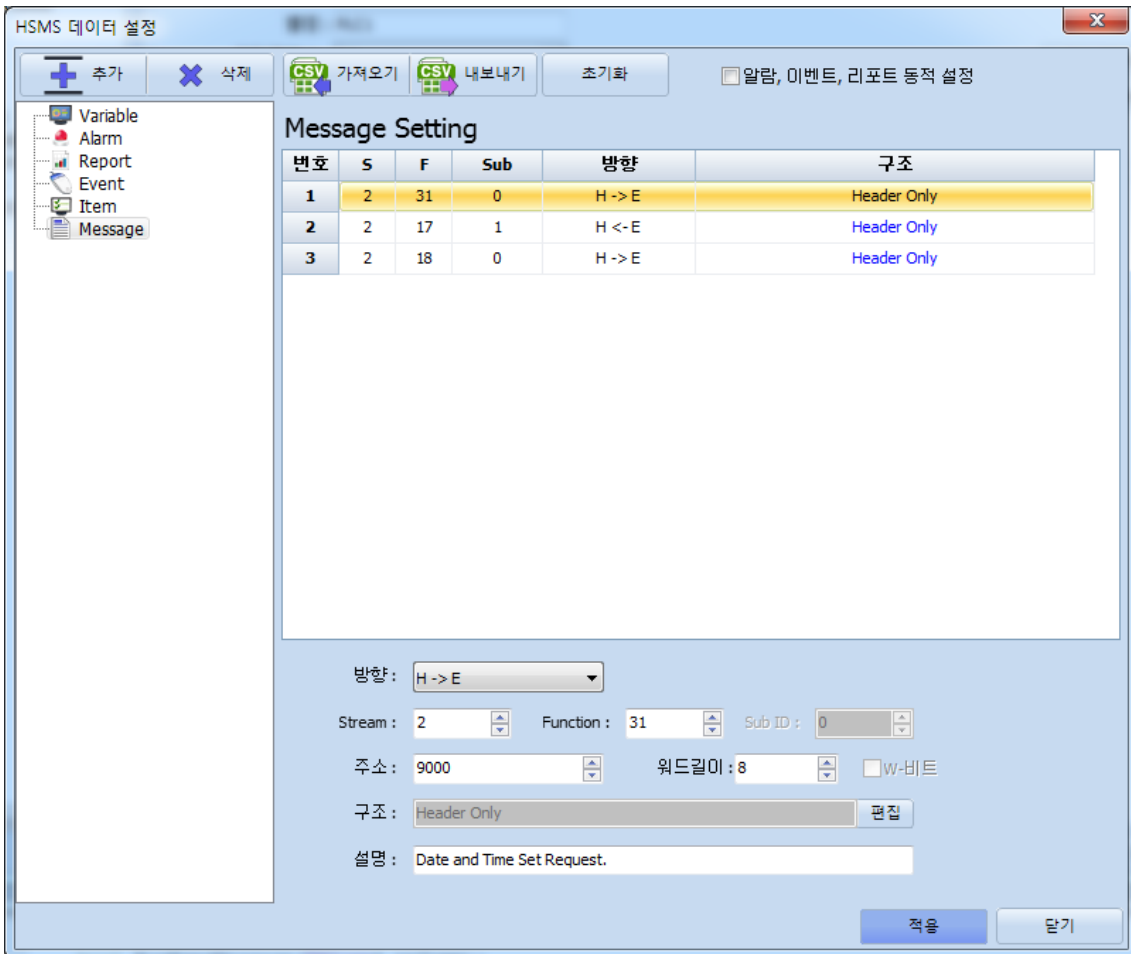 HSMS 데이터 설정
추가 삭제 CSV 가져오기 CSV 내보내기 초기화 알람, 이벤트, 리포트 동적 설정
Variable
Alarm
Report
Event
Item
Message
Message Setting
번호 S F Sub 방향 구조
1 2 31 0 H -> E Header Only
2 2 17 1 H <- E Header Only
3 2 18 0 H -> E Header Only
방향 : H -> E
Stream : 2 Function : 31 Sub ID : 0
주소 : 9000 워드길이 : 8 W-비트
구조 : Header Only 편집
설명 : Date and Time Set Request.
적용 닫기